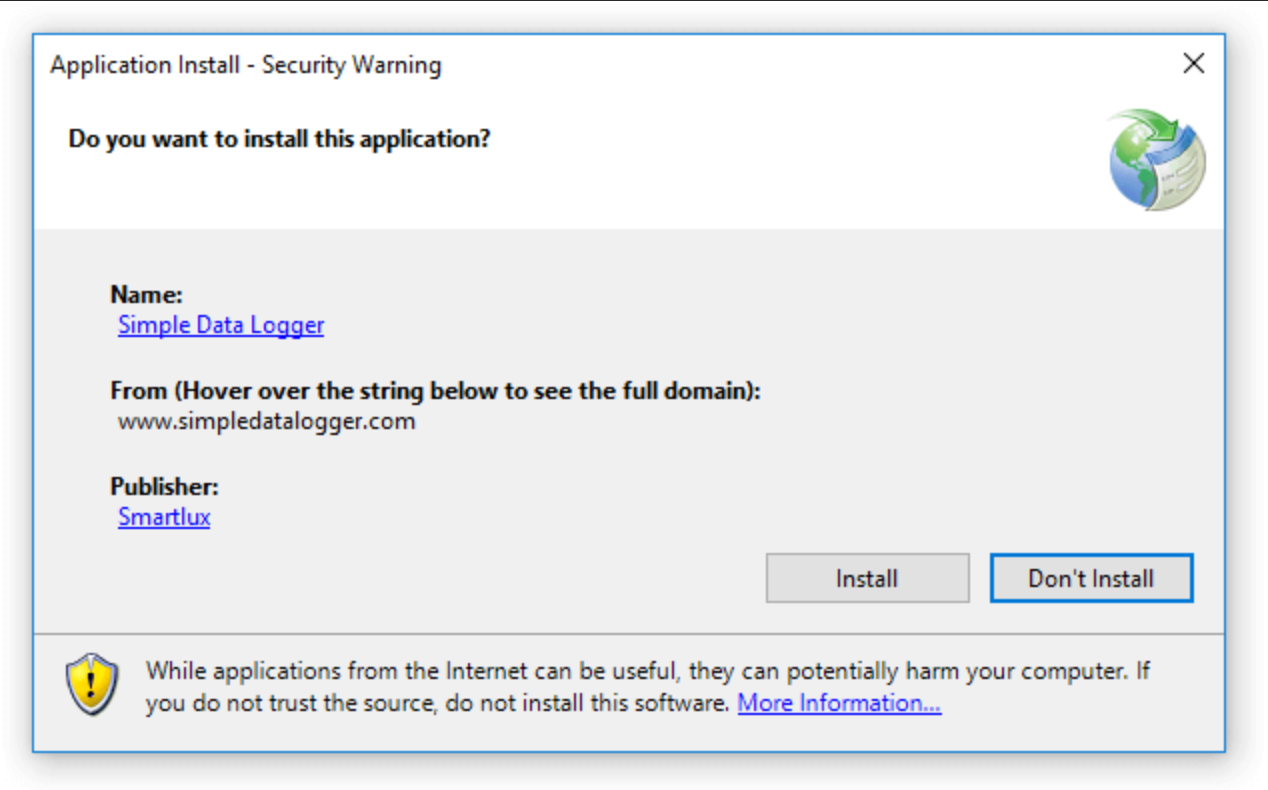 Application Install - Security Warning
Do you want to install this application?
Name:
Simple Data Logger
From (Hover over the string below to see the full domain):
www.simpledatalogger.com
Publisher:
Smartlux
Install
Don't Install
While applications from the Internet can be useful, they can potentially harm your computer. If
you do not trust the source, do not install this software. More Information...